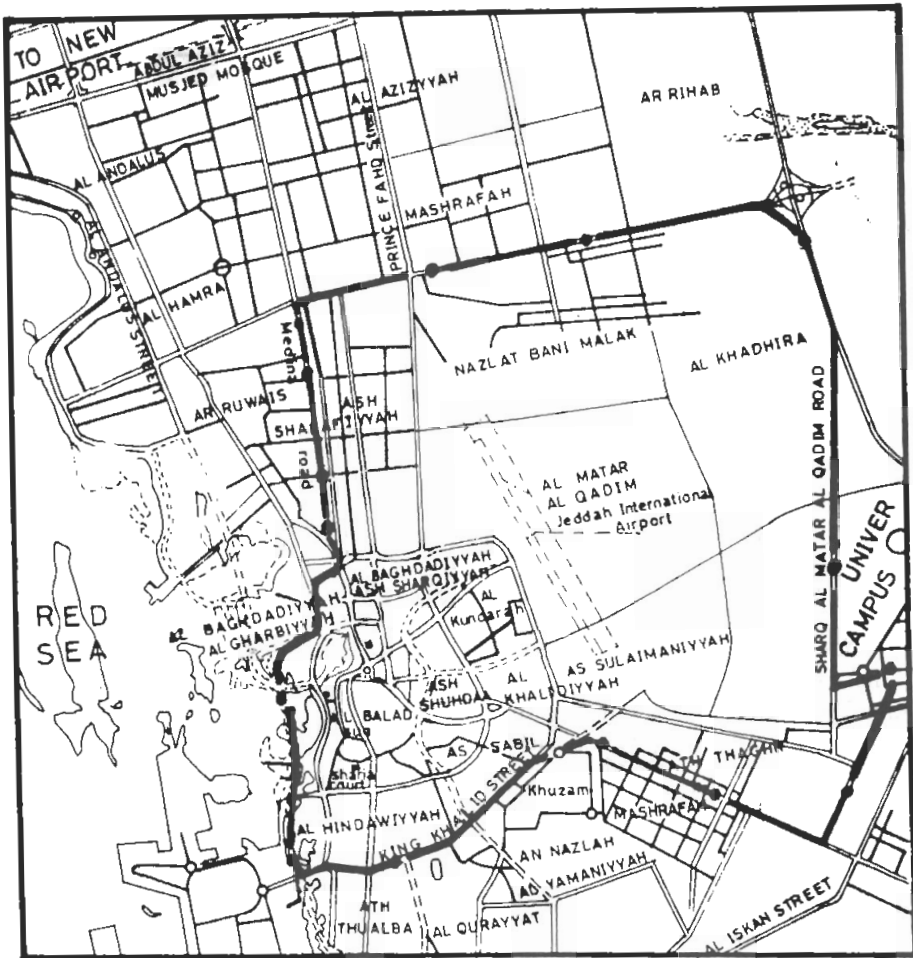 TO NEW
AIRPORT
ABDUL AZIZ
MUSJED MOSQUE
AL AZIZYYAH
AR RIHAB
AL ANDALUS
PRINCE FAHD Street
MASHRAFAH
AL ANDALUS STREET
AL HAMRA
Medina
road
NAZLAT BANI MALAK
AL KHADHIRA
AR RUWAIS
ASH
SHARAFIYYAH
AL MATAR
AL QADIM
Jeddah International
Airport
SHARQ AL MATAR AL QADIM ROAD
UNIVER
CAMPUS
AL BAGHDADIYYAH
ASH SHARQIYYAH
AL
Kundarah
RED
SEA
BAGHDADIYYAH
AL GHARBIYYAH
AS SULAIMANIYYAH
ASH
SHUHDAA
AL
KHALIDIYYAH
BALAD
AS SABIL
Sharia
court
ATH THAGHR
Khuzam
MASHRAFAH
AL HINDAWIYYAH
KING KHALID STREET
AN NAZLAH
AL YAMANIYYAH
ATH
THUALBA
AL QURAYYAT
AL ISKAN STREET